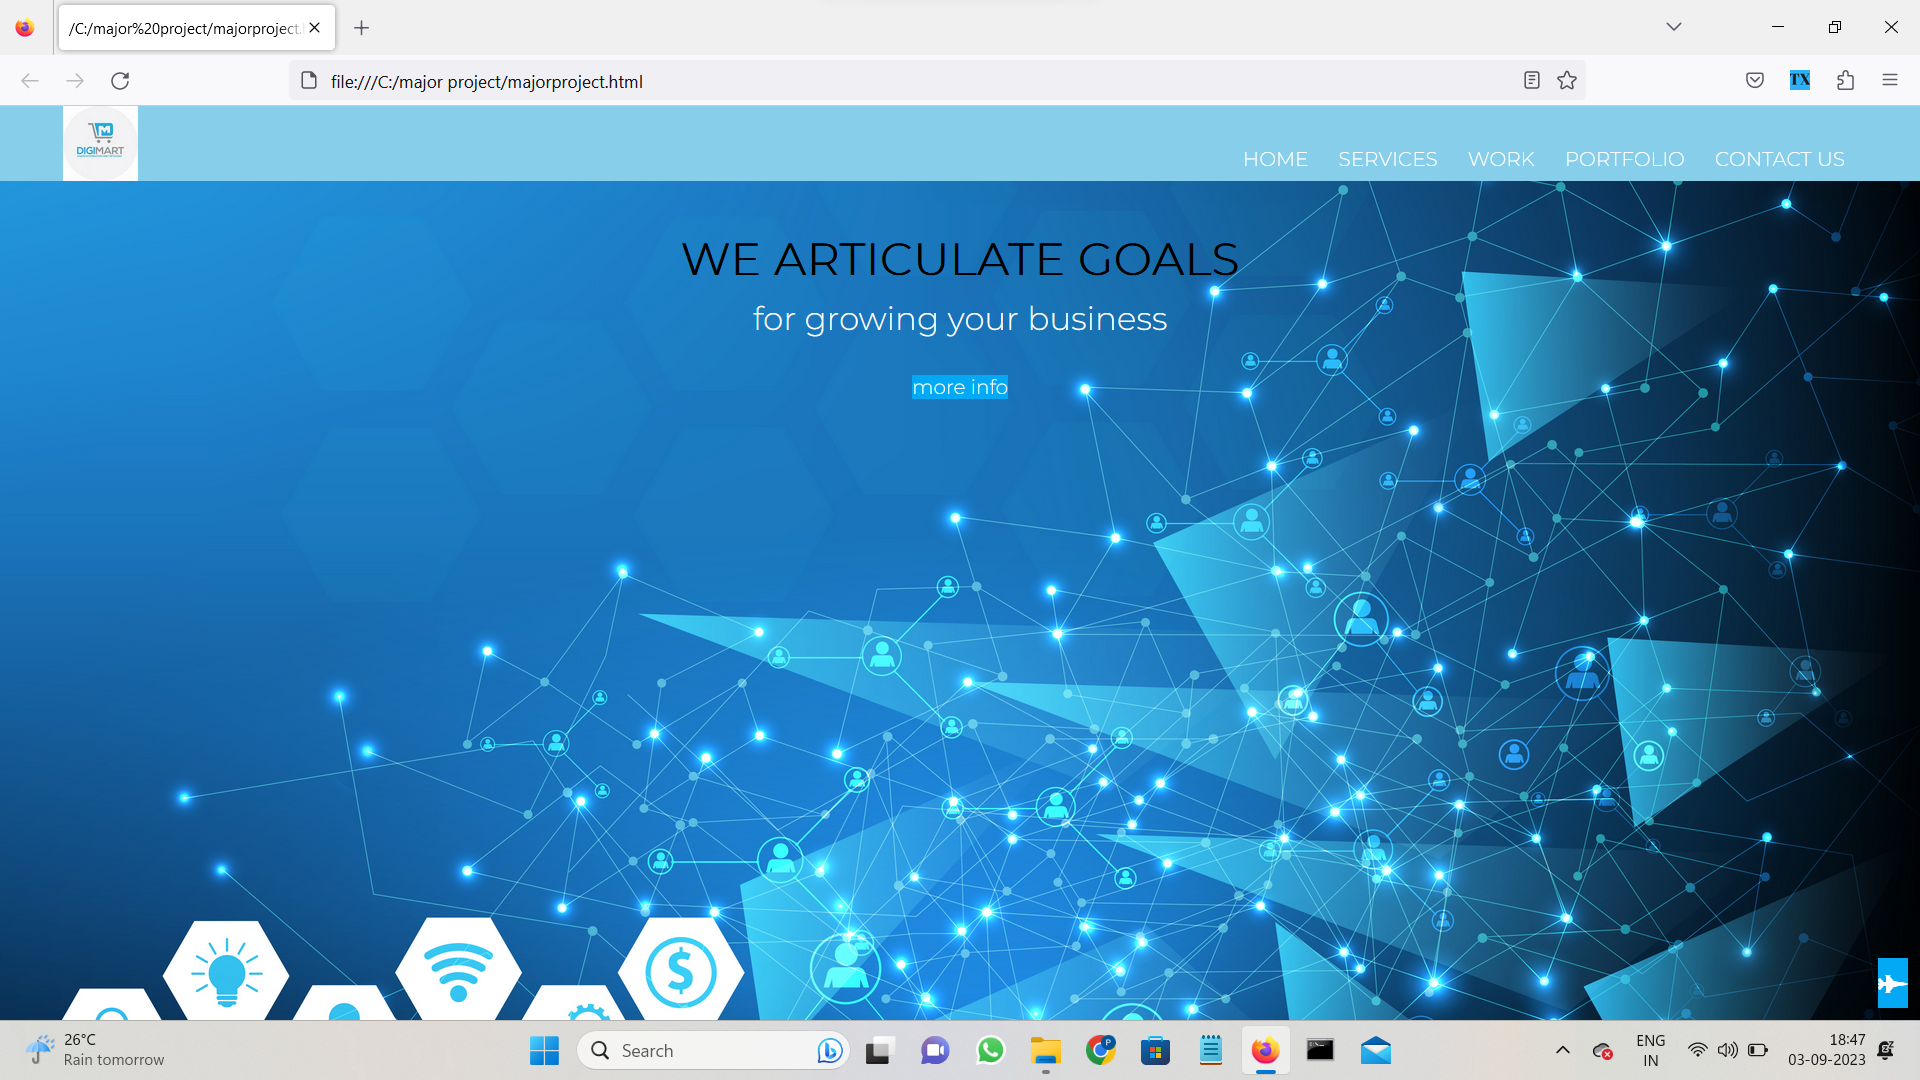 /C:/major%20project/majorproject.
file:///C:/major project/majorproject.html
TX
M
DIGIMART
HOME SERVICES WORK PORTFOLIO CONTACT US
WE ARTICULATE GOALS
for growing your business
more info
$
26°C
Rain tomorrow
Search
P
ENG
IN
18:47
03-09-2023